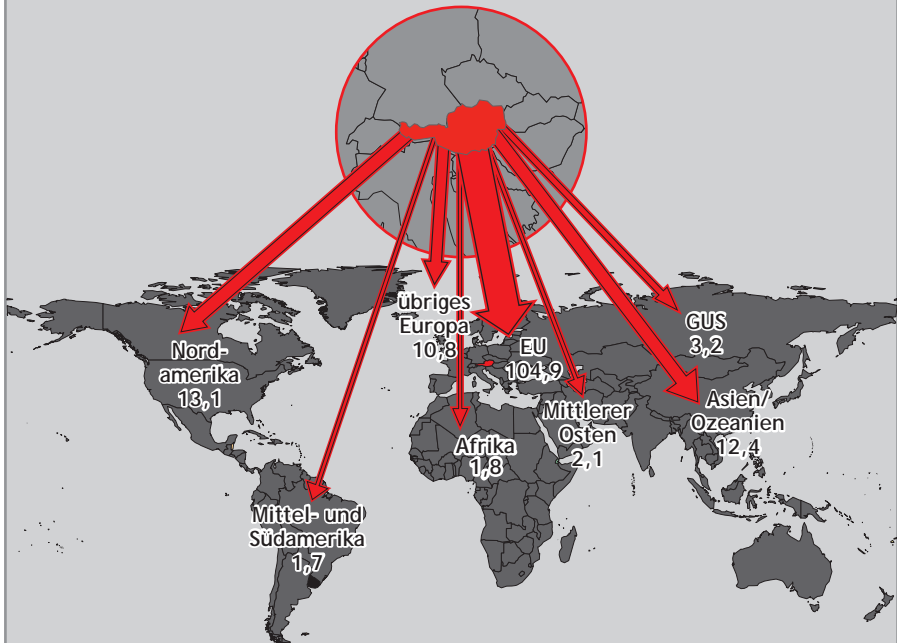 übriges
Europa
10,8
GUS
3,2
Nord-
amerika
13,1
EU
104,9
Asien/
Ozeanien
12,4
Mittlerer
Osten
2,1
Afrika
1,8
Mittel- und
Südamerika
1,7